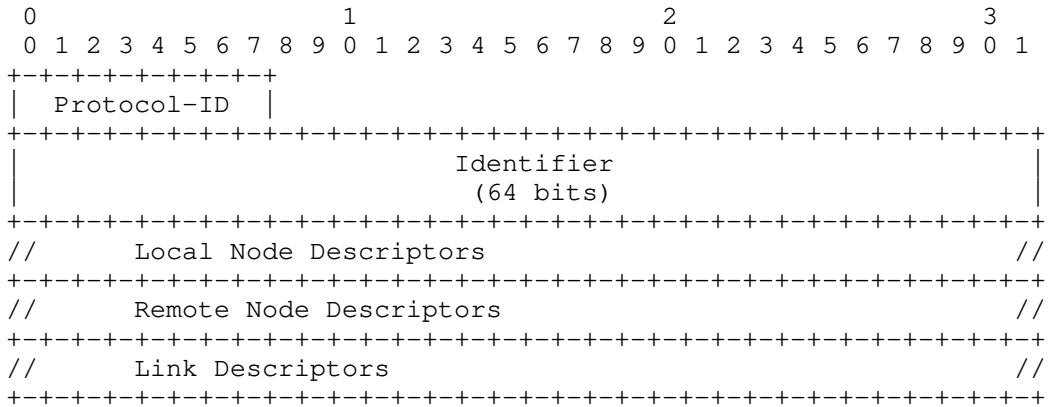 0                   1                   2                   3
 0 1 2 3 4 5 6 7 8 9 0 1 2 3 4 5 6 7 8 9 0 1 2 3 4 5 6 7 8 9 0 1
+-+-+-+-+-+-+-+-+
|  Protocol-ID  |
+-+-+-+-+-+-+-+-+-+-+-+-+-+-+-+-+-+-+-+-+-+-+-+-+-+-+-+-+-+-+-+-+
|                           Identifier                          |
|                            (64 bits)                          |
+-+-+-+-+-+-+-+-+-+-+-+-+-+-+-+-+-+-+-+-+-+-+-+-+-+-+-+-+-+-+-+-+
//       Local Node Descriptors                                 //
+-+-+-+-+-+-+-+-+-+-+-+-+-+-+-+-+-+-+-+-+-+-+-+-+-+-+-+-+-+-+-+-+
//       Remote Node Descriptors                                //
+-+-+-+-+-+-+-+-+-+-+-+-+-+-+-+-+-+-+-+-+-+-+-+-+-+-+-+-+-+-+-+-+
//       Link Descriptors                                       //
+-+-+-+-+-+-+-+-+-+-+-+-+-+-+-+-+-+-+-+-+-+-+-+-+-+-+-+-+-+-+-+-+